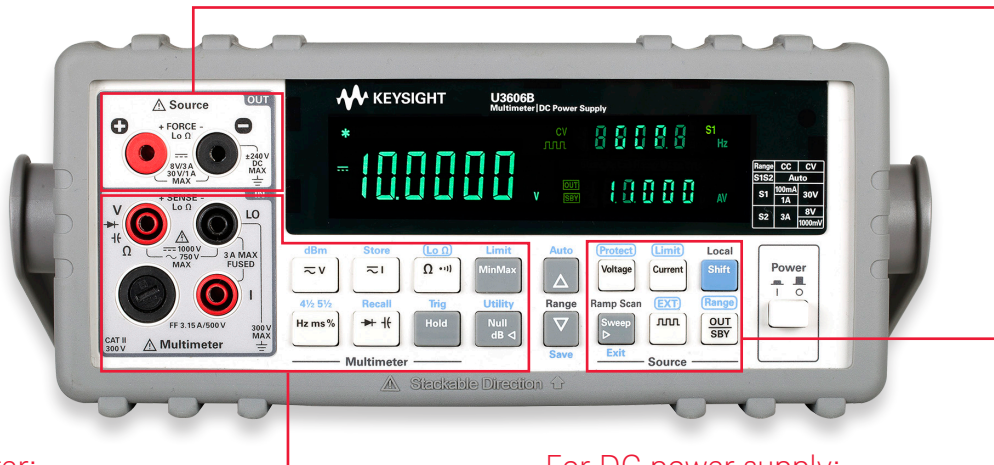 ⚠ Source OUT
+ FORCE -
Lo Ω
8V/3A
30V/1A
MAX
±240 V
DC
MAX
IN
+ SENSE -
Lo Ω
V
LO
Ω
1000 V
750 V
MAX
3 A MAX
FUSED
I
FF 3.15 A/500 V
CAT II
300 V
⚠ Multimeter
300 V
MAX
KEYSIGHT
U3606B
Multimeter|DC Power Supply
*
10.0000 V
CV
S1
Hz
OUT
SBY
10.000 AV
Range CC CV
S1S2 Auto
S1 100mA 1A 30V
S2 3A 8V 1000mV
dBm Store Lo Ω Limit
V I Ω MinMax
4½ 5½ Recall Trig Utility
Hz ms % Hold Null dB
Multimeter
Auto
Range
Save
Protect Limit Local
Voltage Current Shift
Ramp Scan EXT Range
Sweep OUT SBY
Exit
Source
Power
I O
⚠ Stackable Direction ⇧
For DC power supply: